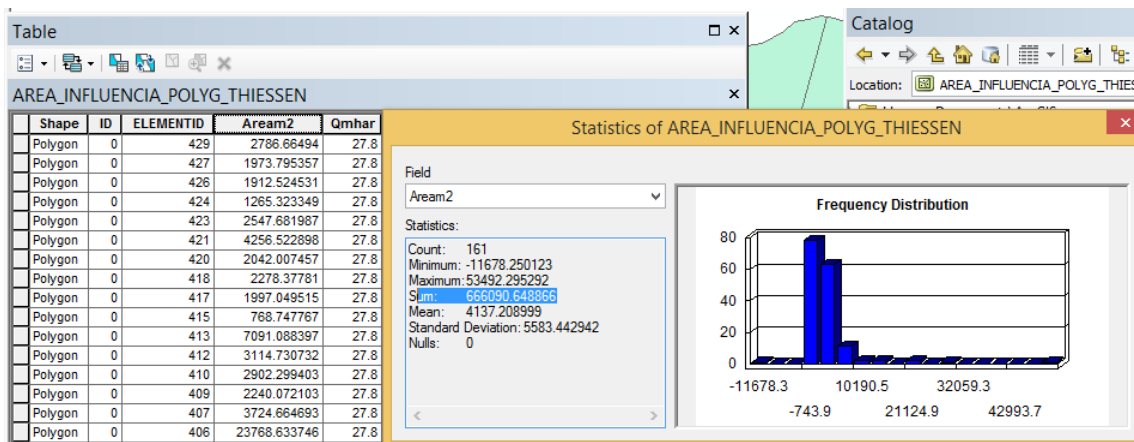 Table
Catalog
Location: AREA_INFLUENCIA_POLYG_THIES
AREA_INFLUENCIA_POLYG_THIESSEN
Shape ID ELEMENTID Aream2 Qmhar
Polygon 0 429 2786.66494 27.8
Polygon 0 427 1973.795357 27.8
Polygon 0 426 1912.524531 27.8
Polygon 0 424 1265.323349 27.8
Polygon 0 423 2547.681987 27.8
Polygon 0 421 4256.522898 27.8
Polygon 0 420 2042.007457 27.8
Polygon 0 418 2278.37781 27.8
Polygon 0 417 1997.049515 27.8
Polygon 0 415 768.747767 27.8
Polygon 0 413 7091.088397 27.8
Polygon 0 412 3114.730732 27.8
Polygon 0 410 2902.299403 27.8
Polygon 0 409 2240.072103 27.8
Polygon 0 407 3724.664693 27.8
Polygon 0 406 23768.633746 27.8
Statistics of AREA_INFLUENCIA_POLYG_THIESSEN
Field
Aream2
Statistics:
Count: 161
Minimum: -11678.250123
Maximum: 53492.295292
Sum: 666090.648866
Mean: 4137.208999
Standard Deviation: 5583.442942
Nulls: 0
Frequency Distribution
80
60
40
20
0
-11678.3 10190.5 32059.3
-743.9 21124.9 42993.7